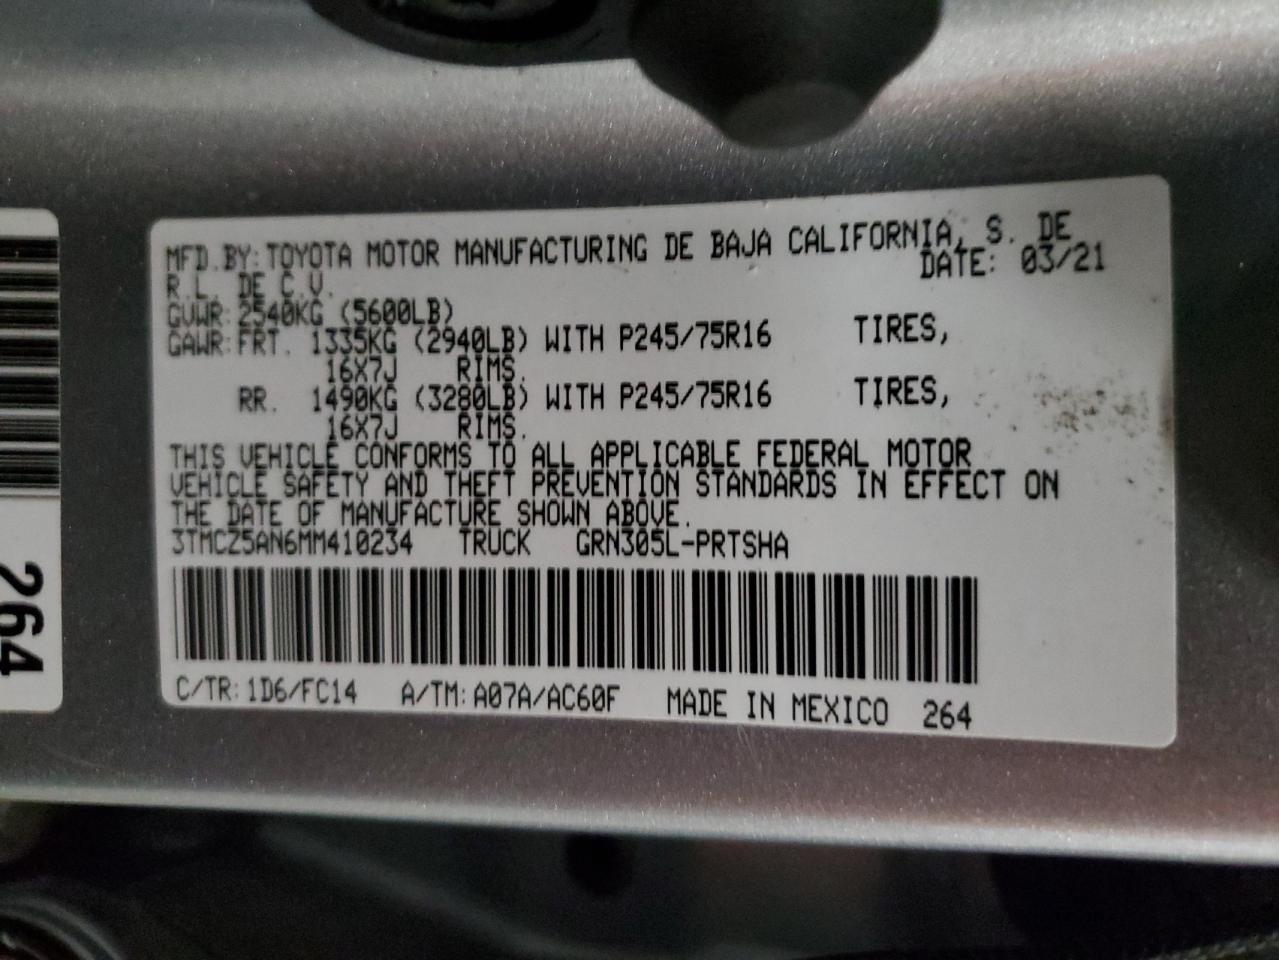 MFD. BY: TOYOTA MOTOR MANUFACTURING DE BAJA CALIFORNIA, S. DE
R.L. DE C.V. DATE: 03/21
GVWR: 2540KG (5600LB)
GAWR: FRT. 1335KG (2940LB) WITH P245/75R16 TIRES,
16X7J RIMS.
RR. 1490KG (3280LB) WITH P245/75R16 TIRES,
16X7J RIMS.
THIS VEHICLE CONFORMS TO ALL APPLICABLE FEDERAL MOTOR
VEHICLE SAFETY AND THEFT PREVENTION STANDARDS IN EFFECT ON
THE DATE OF MANUFACTURE SHOWN ABOVE.
3TMCZ5AN6MM410234 TRUCK GRN305L-PRTSHA
C/TR: 1D6/FC14 A/TM: A07A/AC60F MADE IN MEXICO 264
264